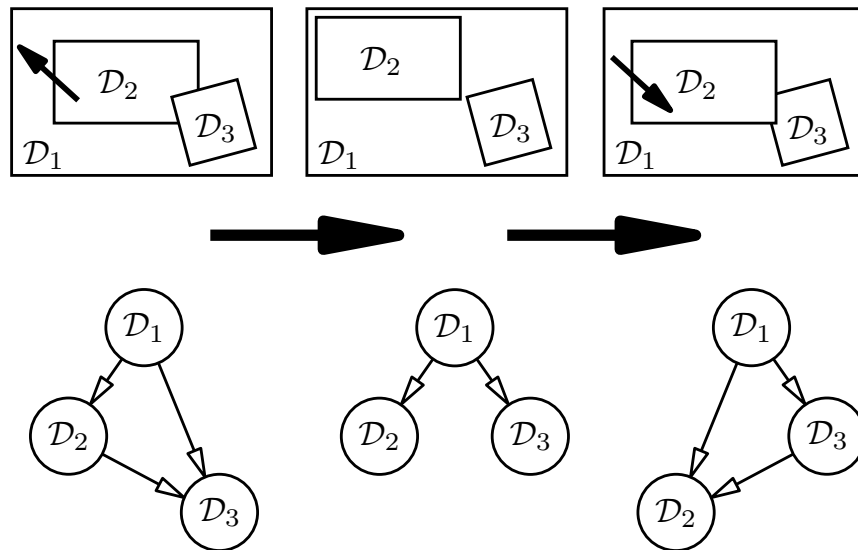 𝒟₂ 𝒟₂ 𝒟₂
𝒟₃ 𝒟₃ 𝒟₃
𝒟₁ 𝒟₁ 𝒟₁
𝒟₁ 𝒟₁ 𝒟₁
𝒟₂ 𝒟₂ 𝒟₃ 𝒟₃
𝒟₃ 𝒟₂